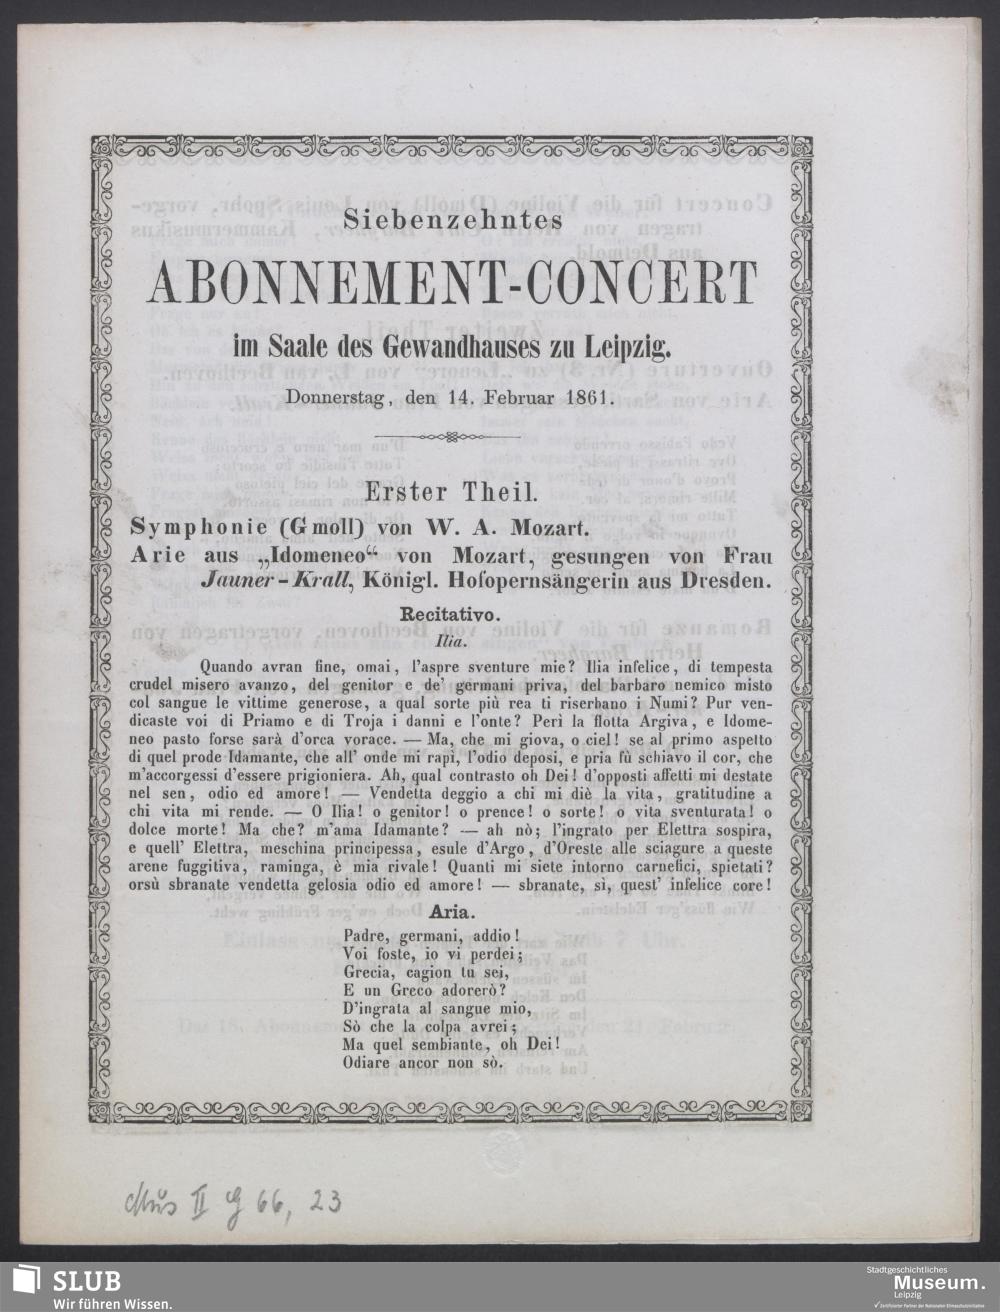 Siebenzehntes
ABONNEMENT-CONCERT
im Saale des Gewandhauses zu Leipzig.
Donnerstag, den 14. Februar 1861.
Erster Theil.
Symphonie (G moll) von W. A. Mozart.
Arie aus „Idomeneo“ von Mozart, gesungen von Frau
Jauner-Krall, Königl. Hofopernsängerin aus Dresden.
Recitativo.
Ilia.
Quando avran fine, omai, l'aspre sventure mie? Ilia infelice, di tempesta
crudel misero avanzo, del genitor e de' germani priva, del barbaro nemico misto
col sangue le vittime generose, a qual sorte più rea ti riserbano i Numi? Pur ven-
dicaste voi di Priamo e di Troja i danni e l'onte? Peri la flotta Argiva, e Idome-
neo pasto forse sarà d'orca vorace. — Ma, che mi giova, o ciel! se al primo aspetto
di quel prode Idamante, che all' onde mi rapi, l'odio deposi, e pria fù schiavo il cor, che
m'accorgessi d'essere prigioniera. Ah, qual contrasto oh Dei! d'opposti affetti mi destate
nel sen, odio ed amore! — Vendetta deggio a chi mi diè la vita, gratitudine a
chi vita mi rende. — O Ilia! o genitor! o prence! o sorte! o vita sventurata! o
dolce morte! Ma che? m'ama Idamante? — ah nò; l'ingrato per Elettra sospira,
e quell' Elettra, meschina principessa, esule d'Argo, d'Oreste alle sciagure a queste
arene fuggitiva, raminga, è mia rivale! Quanti mi siete intorno carnefici, spietati?
orsù sbranate vendetta gelosia odio ed amore! — sbranate, sì, quest' infelice core!
Aria.
Padre, germani, addio!
Voi foste, io vi perdei;
Grecia, cagion tu sei,
E un Greco adorerò?
D'ingrata al sangue mio,
Sò che la colpa avrei;
Ma quel sembiante, oh Dei!
Odiare ancor non sò.
Mus II g 66, 23
SLUB
Wir führen Wissen.
Stadtgeschichtliches
Museum.
Leipzig
Zertifizierter Partner der Nationalen Klimaschutzinitiative